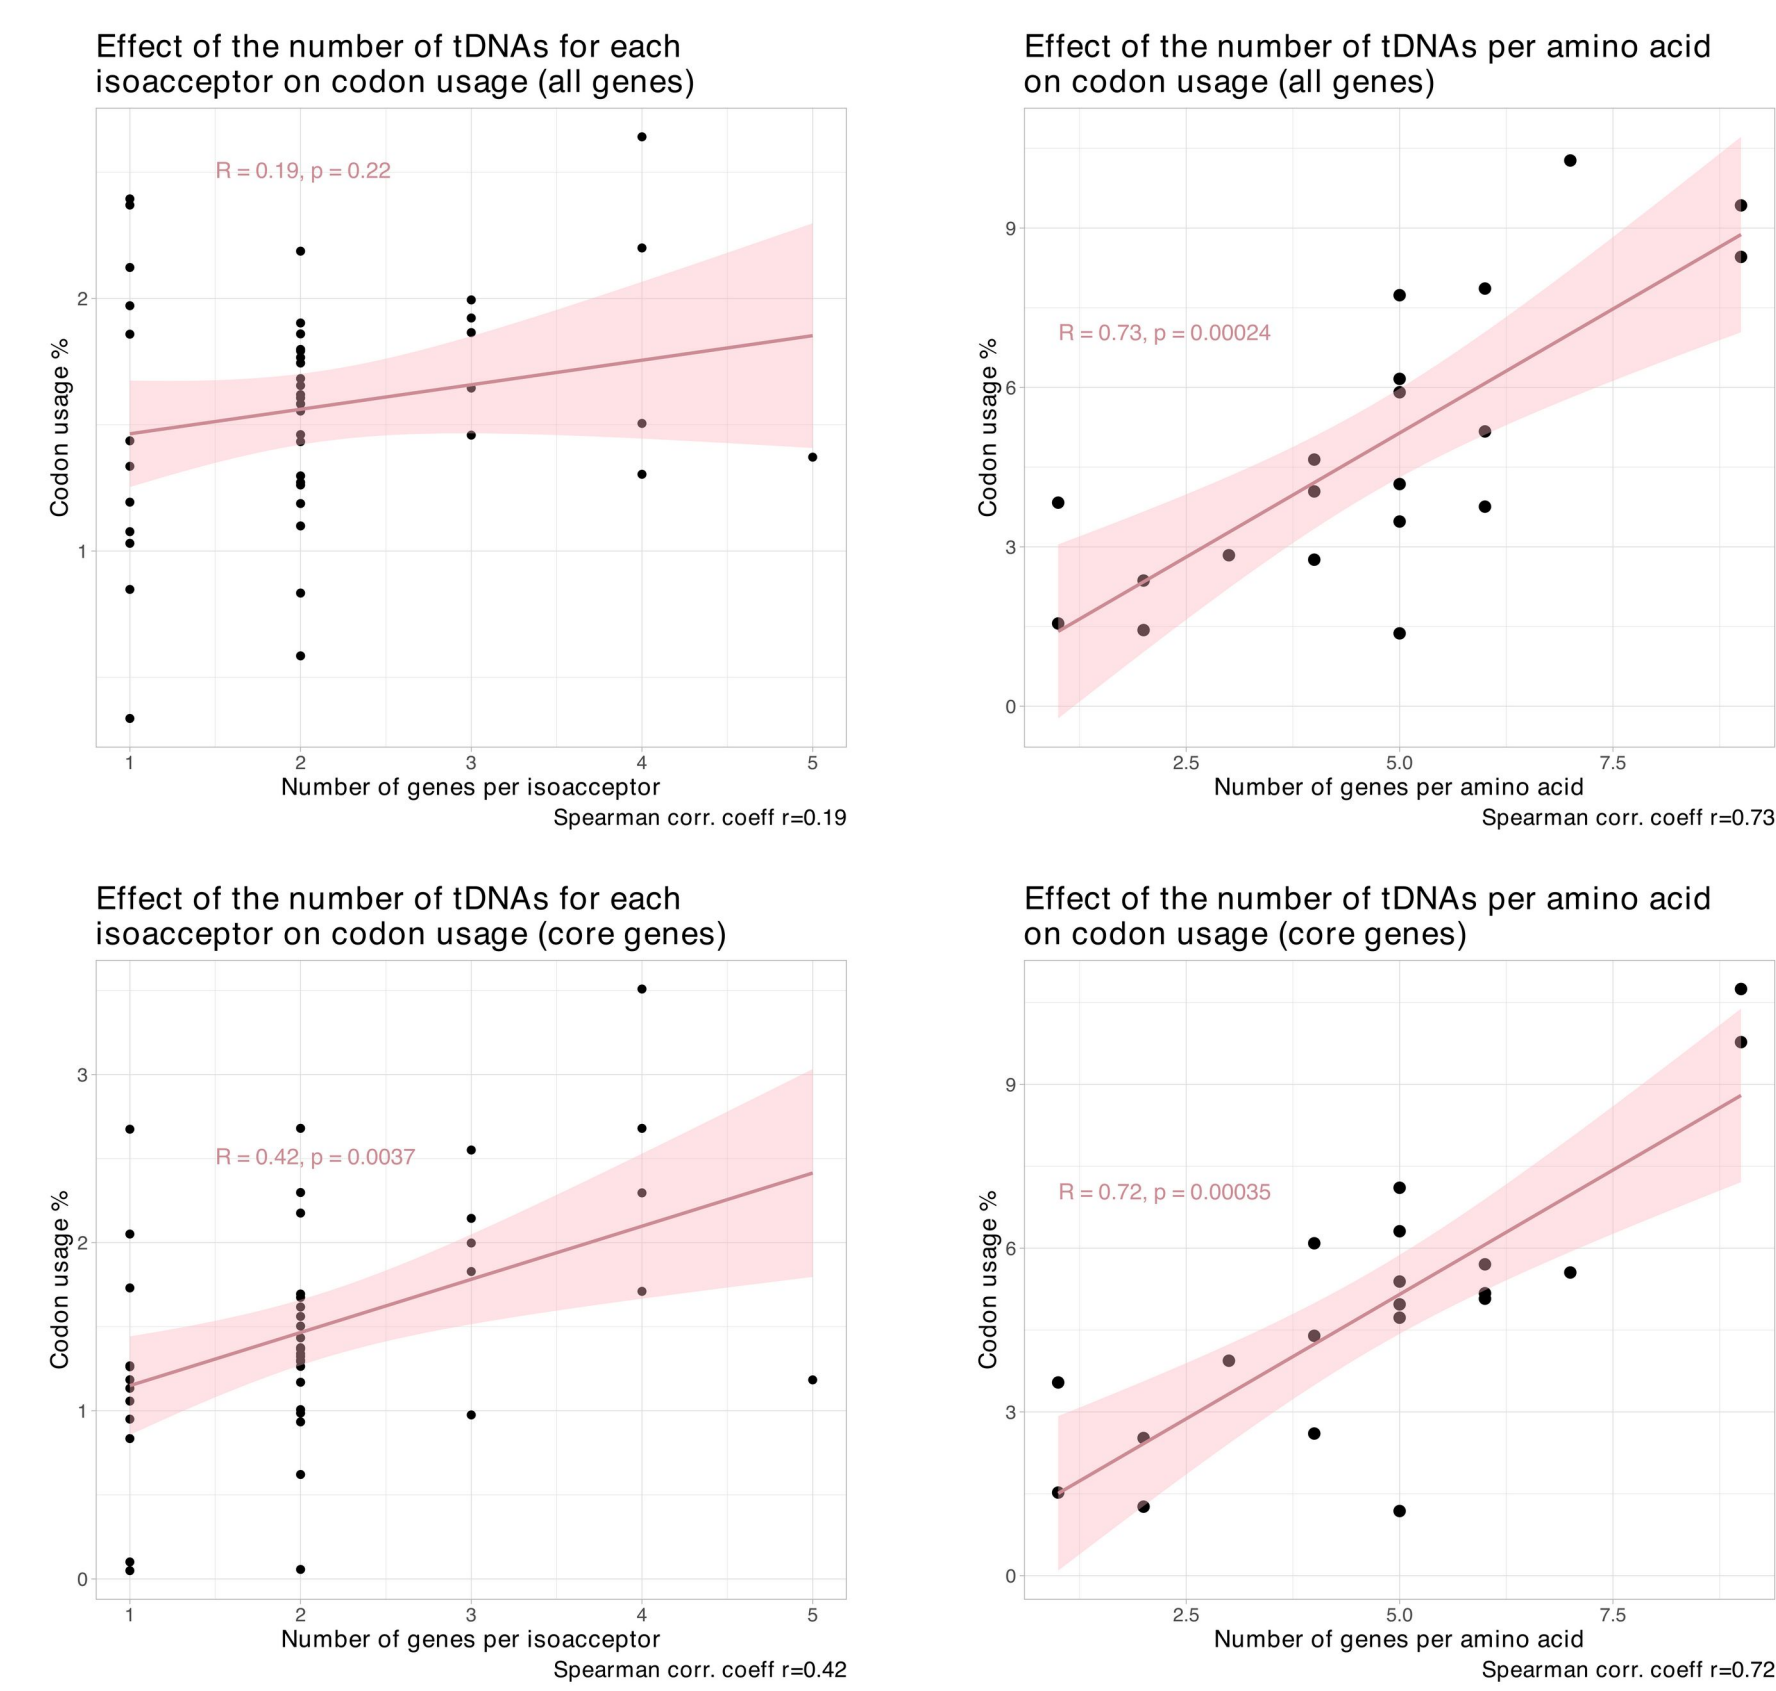 Effect of the number of tDNAs for each
isoacceptor on codon usage (all genes)
R = 0.19, p = 0.22
2
1
Codon usage %
1 2 3 4 5
Number of genes per isoacceptor
Spearman corr. coeff r=0.19
Effect of the number of tDNAs per amino acid
on codon usage (all genes)
R = 0.73, p = 0.00024
9
6
3
0
Codon usage %
2.5 5.0 7.5
Number of genes per amino acid
Spearman corr. coeff r=0.73
Effect of the number of tDNAs for each
isoacceptor on codon usage (core genes)
R = 0.42, p = 0.0037
3
2
1
0
Codon usage %
1 2 3 4 5
Number of genes per isoacceptor
Spearman corr. coeff r=0.42
Effect of the number of tDNAs per amino acid
on codon usage (core genes)
R = 0.72, p = 0.00035
9
6
3
0
Codon usage %
2.5 5.0 7.5
Number of genes per amino acid
Spearman corr. coeff r=0.72